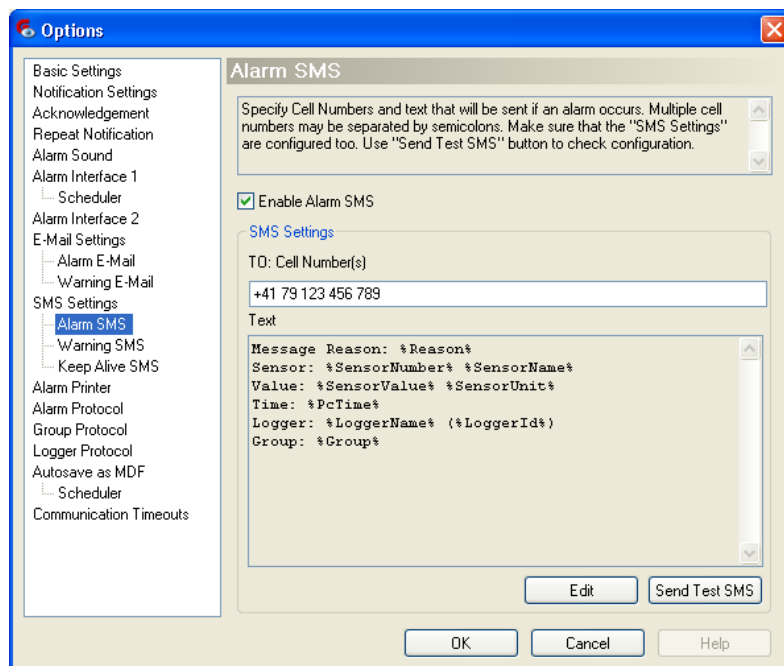 Options
Basic Settings
Notification Settings
Acknowledgement
Repeat Notification
Alarm Sound
Alarm Interface 1
Scheduler
Alarm Interface 2
E-Mail Settings
Alarm E-Mail
Warning E-Mail
SMS Settings
Alarm SMS
Warning SMS
Keep Alive SMS
Alarm Printer
Alarm Protocol
Group Protocol
Logger Protocol
Autosave as MDF
Scheduler
Communication Timeouts
Alarm SMS
Specify Cell Numbers and text that will be sent if an alarm occurs. Multiple cell
numbers may be separated by semicolons. Make sure that the "SMS Settings"
are configured too. Use "Send Test SMS" button to check configuration.
Enable Alarm SMS
SMS Settings
TO: Cell Number(s)
+41 79 123 456 789
Text
Message Reason: %Reason%
Sensor: %SensorNumber% %SensorName%
Value: %SensorValue% %SensorUnit%
Time: %PcTime%
Logger: %LoggerName% (%LoggerId%)
Group: %Group%
Edit
Send Test SMS
OK
Cancel
Help